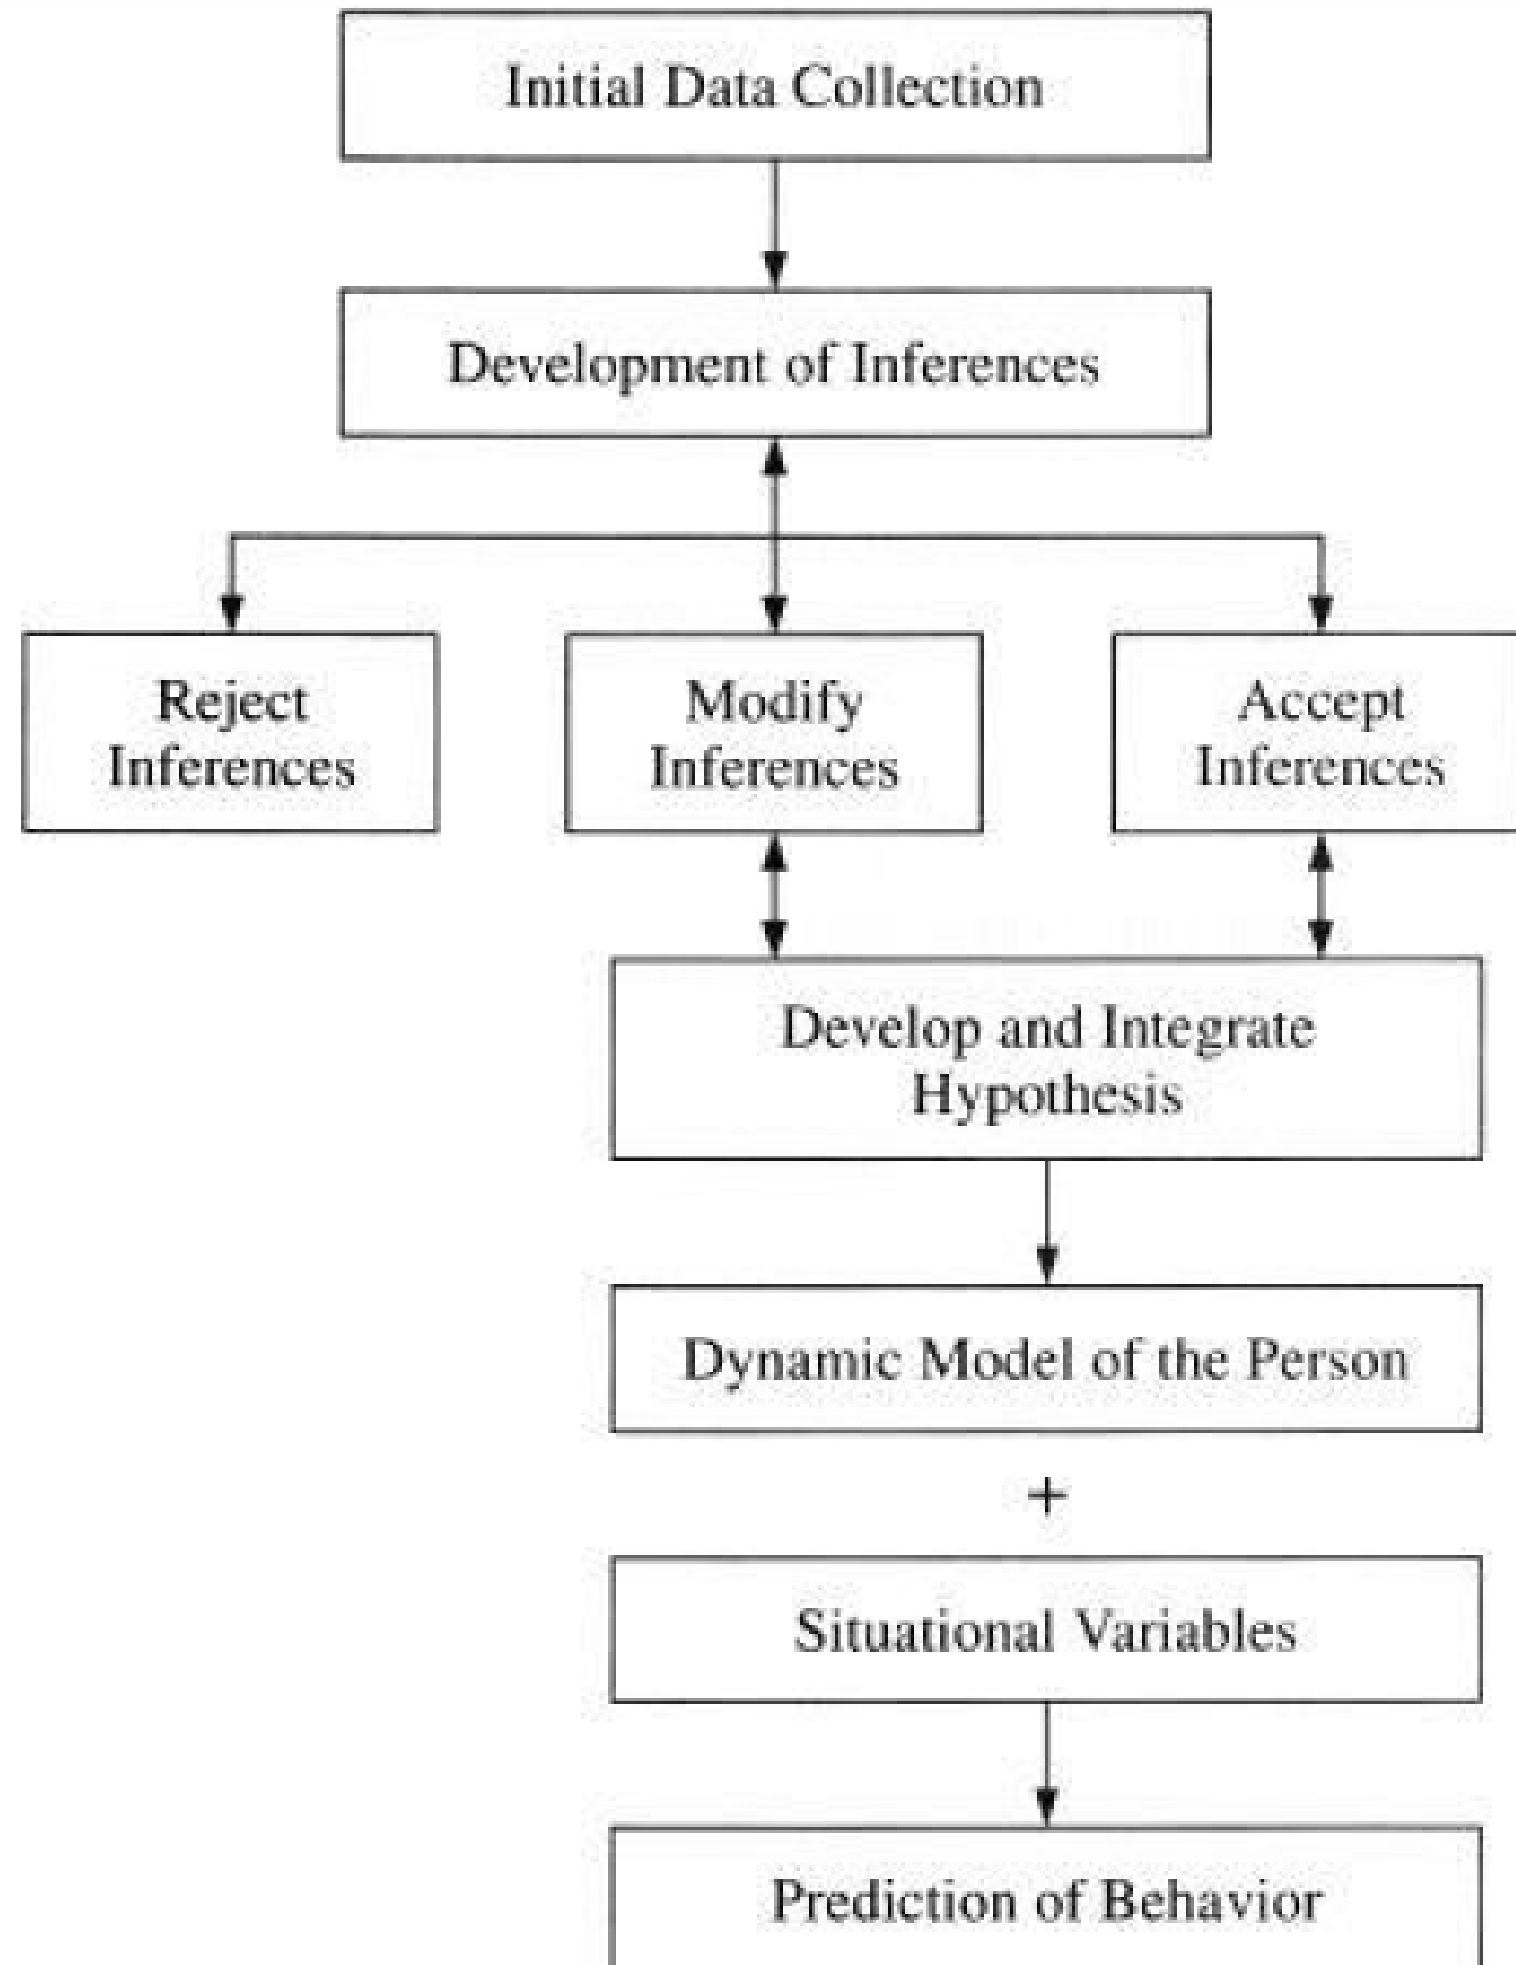 Initial Data Collection
Development of Inferences
Reject
Inferences
Modify
Inferences
Accept
Inferences
Develop and Integrate
Hypothesis
Dynamic Model of the Person
+
Situational Variables
Prediction of Behavior